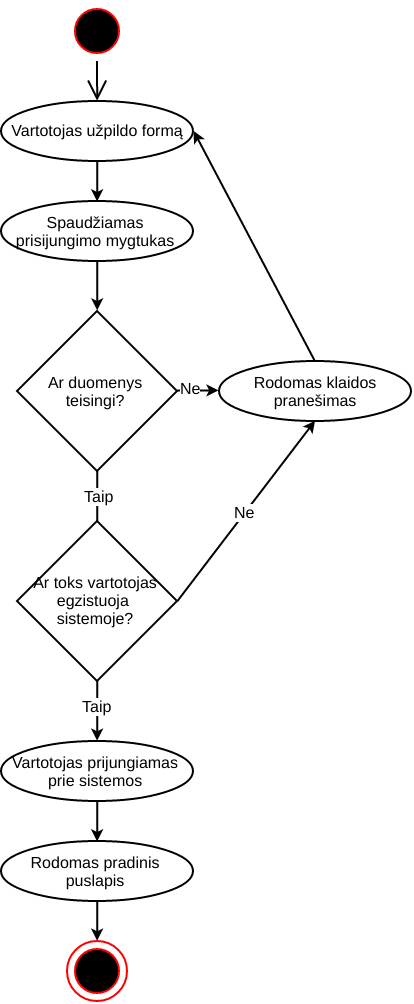 Vartotojas užpildo formą
Spaudžiamas
prisijungimo mygtukas
Ar duomenys
teisingi?
Ne
Rodomas klaidos
pranešimas
Taip
Ne
Ar toks vartotojas
egzistuoja
sistemoje?
Taip
Vartotojas prijungiamas
prie sistemos
Rodomas pradinis
puslapis